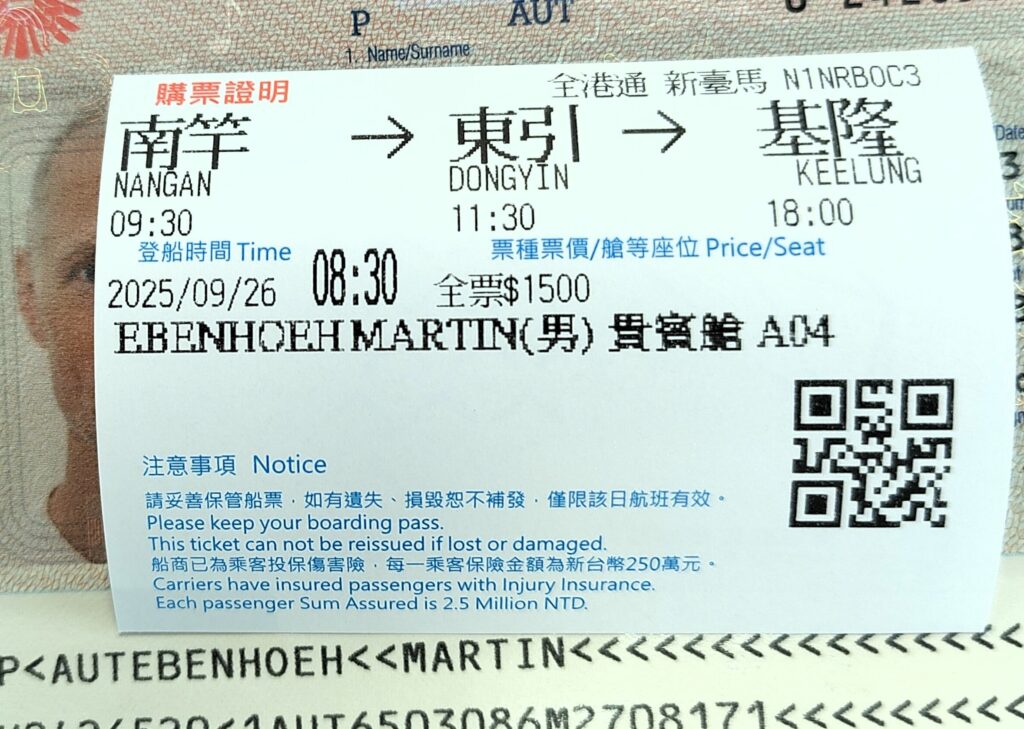 P AUT
1. Name/Surname
購票證明
全港通 新臺馬 N1NRB0C3
南竿 → 東引 → 基隆
NANGAN DONGYIN KEELUNG
09:30 11:30 18:00
登船時間 Time 票種票價/艙等座位 Price/Seat
2025/09/26 08:30 全票$1500
EBENHOEH MARTIN(男) 貴賓艙 A04
注意事項 Notice
請妥善保管船票，如有遺失、損毀恕不補發，僅限該日航班有效。
Please keep your boarding pass.
This ticket can not be reissued if lost or damaged.
船商已為乘客投保傷害險，每一乘客保險金額為新台幣250萬元。
Carriers have insured passengers with Injury Insurance.
Each passenger Sum Assured is 2.5 Million NTD.
P<AUTEBENHOEH<<MARTIN<<<<<<<<<<<<<<<<